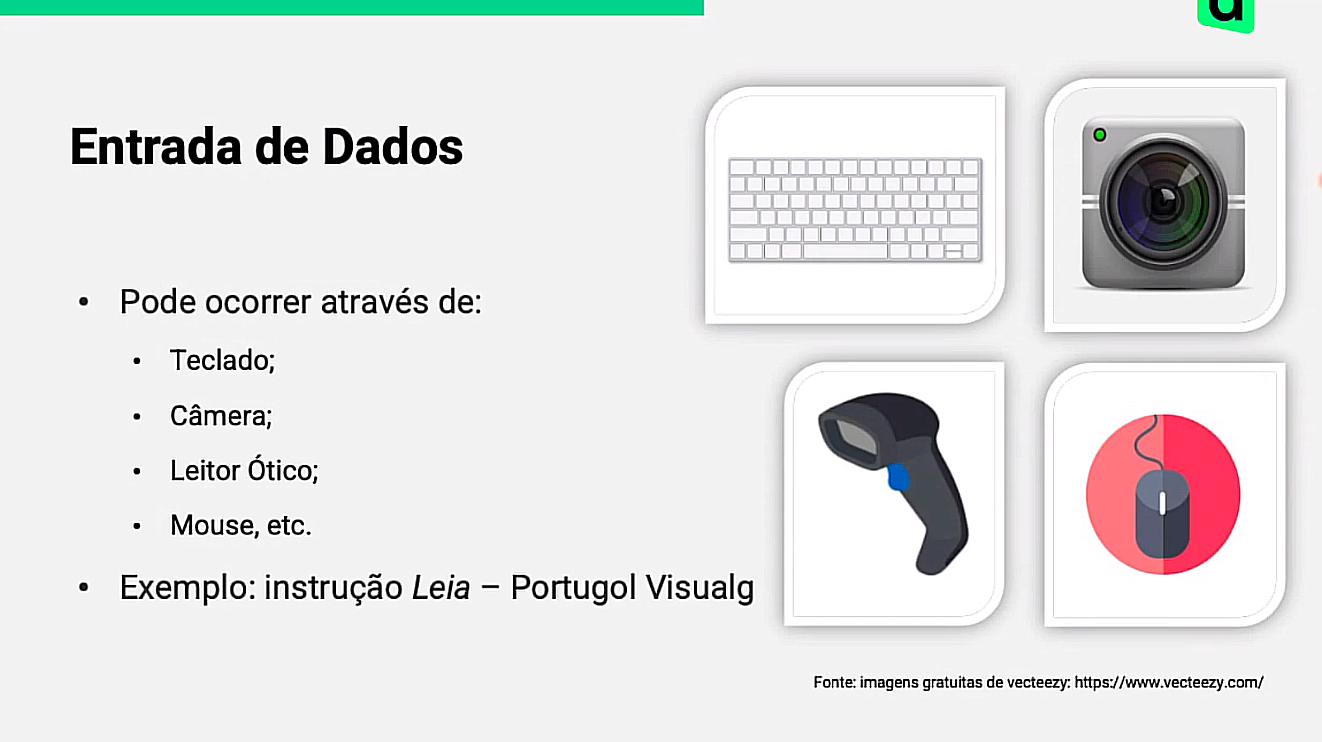 Entrada de Dados
• Pode ocorrer através de:
• Teclado;
• Câmera;
• Leitor Ótico;
• Mouse, etc.
• Exemplo: instrução Leia – Portugol Visualg
Fonte: imagens gratuitas de vecteezy: https://www.vecteezy.com/